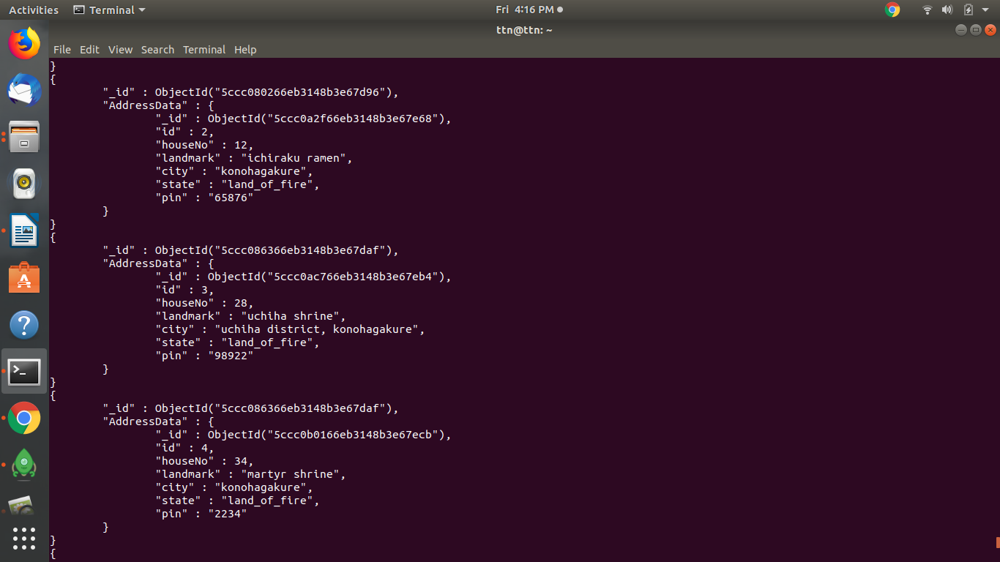 Activities Terminal Fri 4:16 PM
ttn@ttn: ~
File Edit View Search Terminal Help
}
{
"_id" : ObjectId("5ccc080266eb3148b3e67d96"),
"AddressData" : {
"_id" : ObjectId("5ccc0a2f66eb3148b3e67e68"),
"id" : 2,
"houseNo" : 12,
"landmark" : "ichiraku ramen",
"city" : "konohagakure",
"state" : "land_of_fire",
"pin" : "65876"
}
}
{
"_id" : ObjectId("5ccc086366eb3148b3e67daf"),
"AddressData" : {
"_id" : ObjectId("5ccc0ac766eb3148b3e67eb4"),
"id" : 3,
"houseNo" : 28,
"landmark" : "uchiha shrine",
"city" : "uchiha district, konohagakure",
"state" : "land_of_fire",
"pin" : "98922"
}
}
{
"_id" : ObjectId("5ccc086366eb3148b3e67daf"),
"AddressData" : {
"_id" : ObjectId("5ccc0b0166eb3148b3e67ecb"),
"id" : 4,
"houseNo" : 34,
"landmark" : "martyr shrine",
"city" : "konohagakure",
"state" : "land_of_fire",
"pin" : "2234"
}
}
{